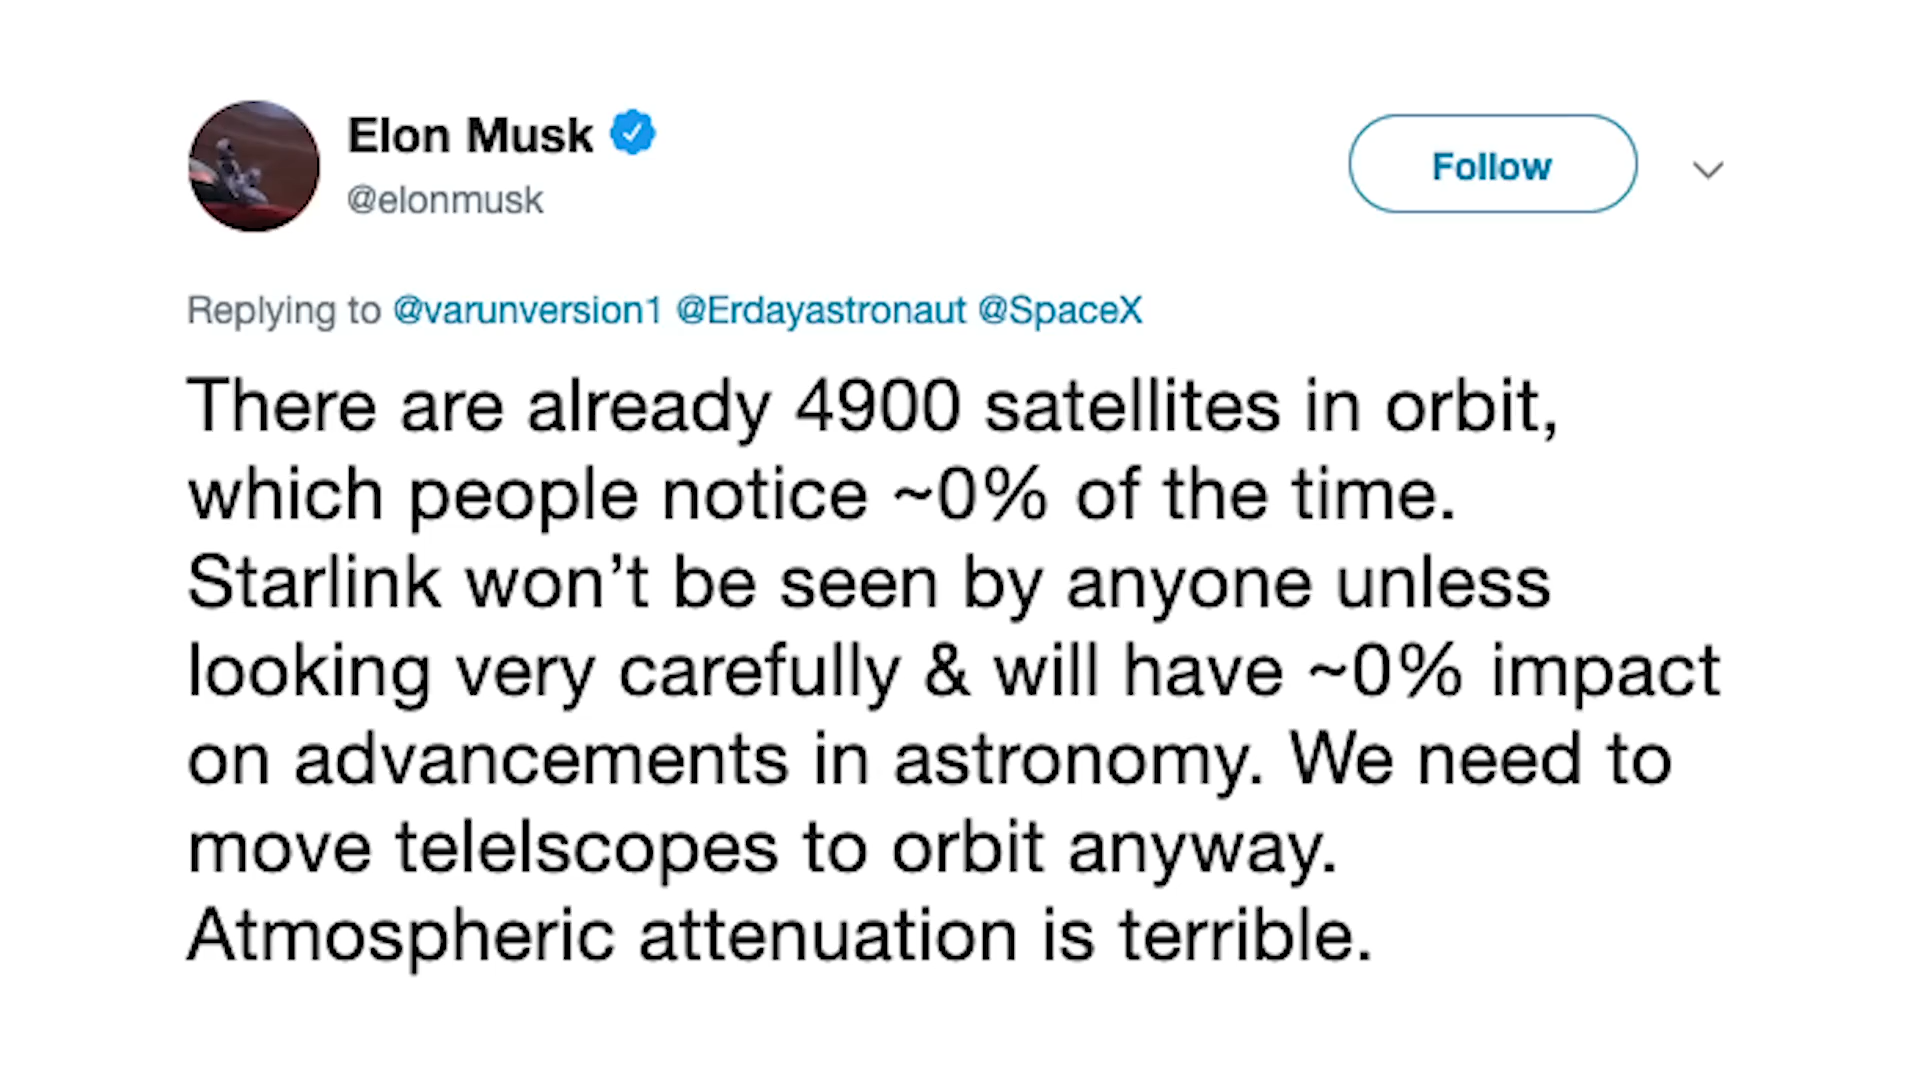 Elon Musk
@elonmusk
Follow
Replying to @varunversion1 @Erdayastronaut @SpaceX
There are already 4900 satellites in orbit,
which people notice ~0% of the time.
Starlink won’t be seen by anyone unless
looking very carefully & will have ~0% impact
on advancements in astronomy. We need to
move telelscopes to orbit anyway.
Atmospheric attenuation is terrible.